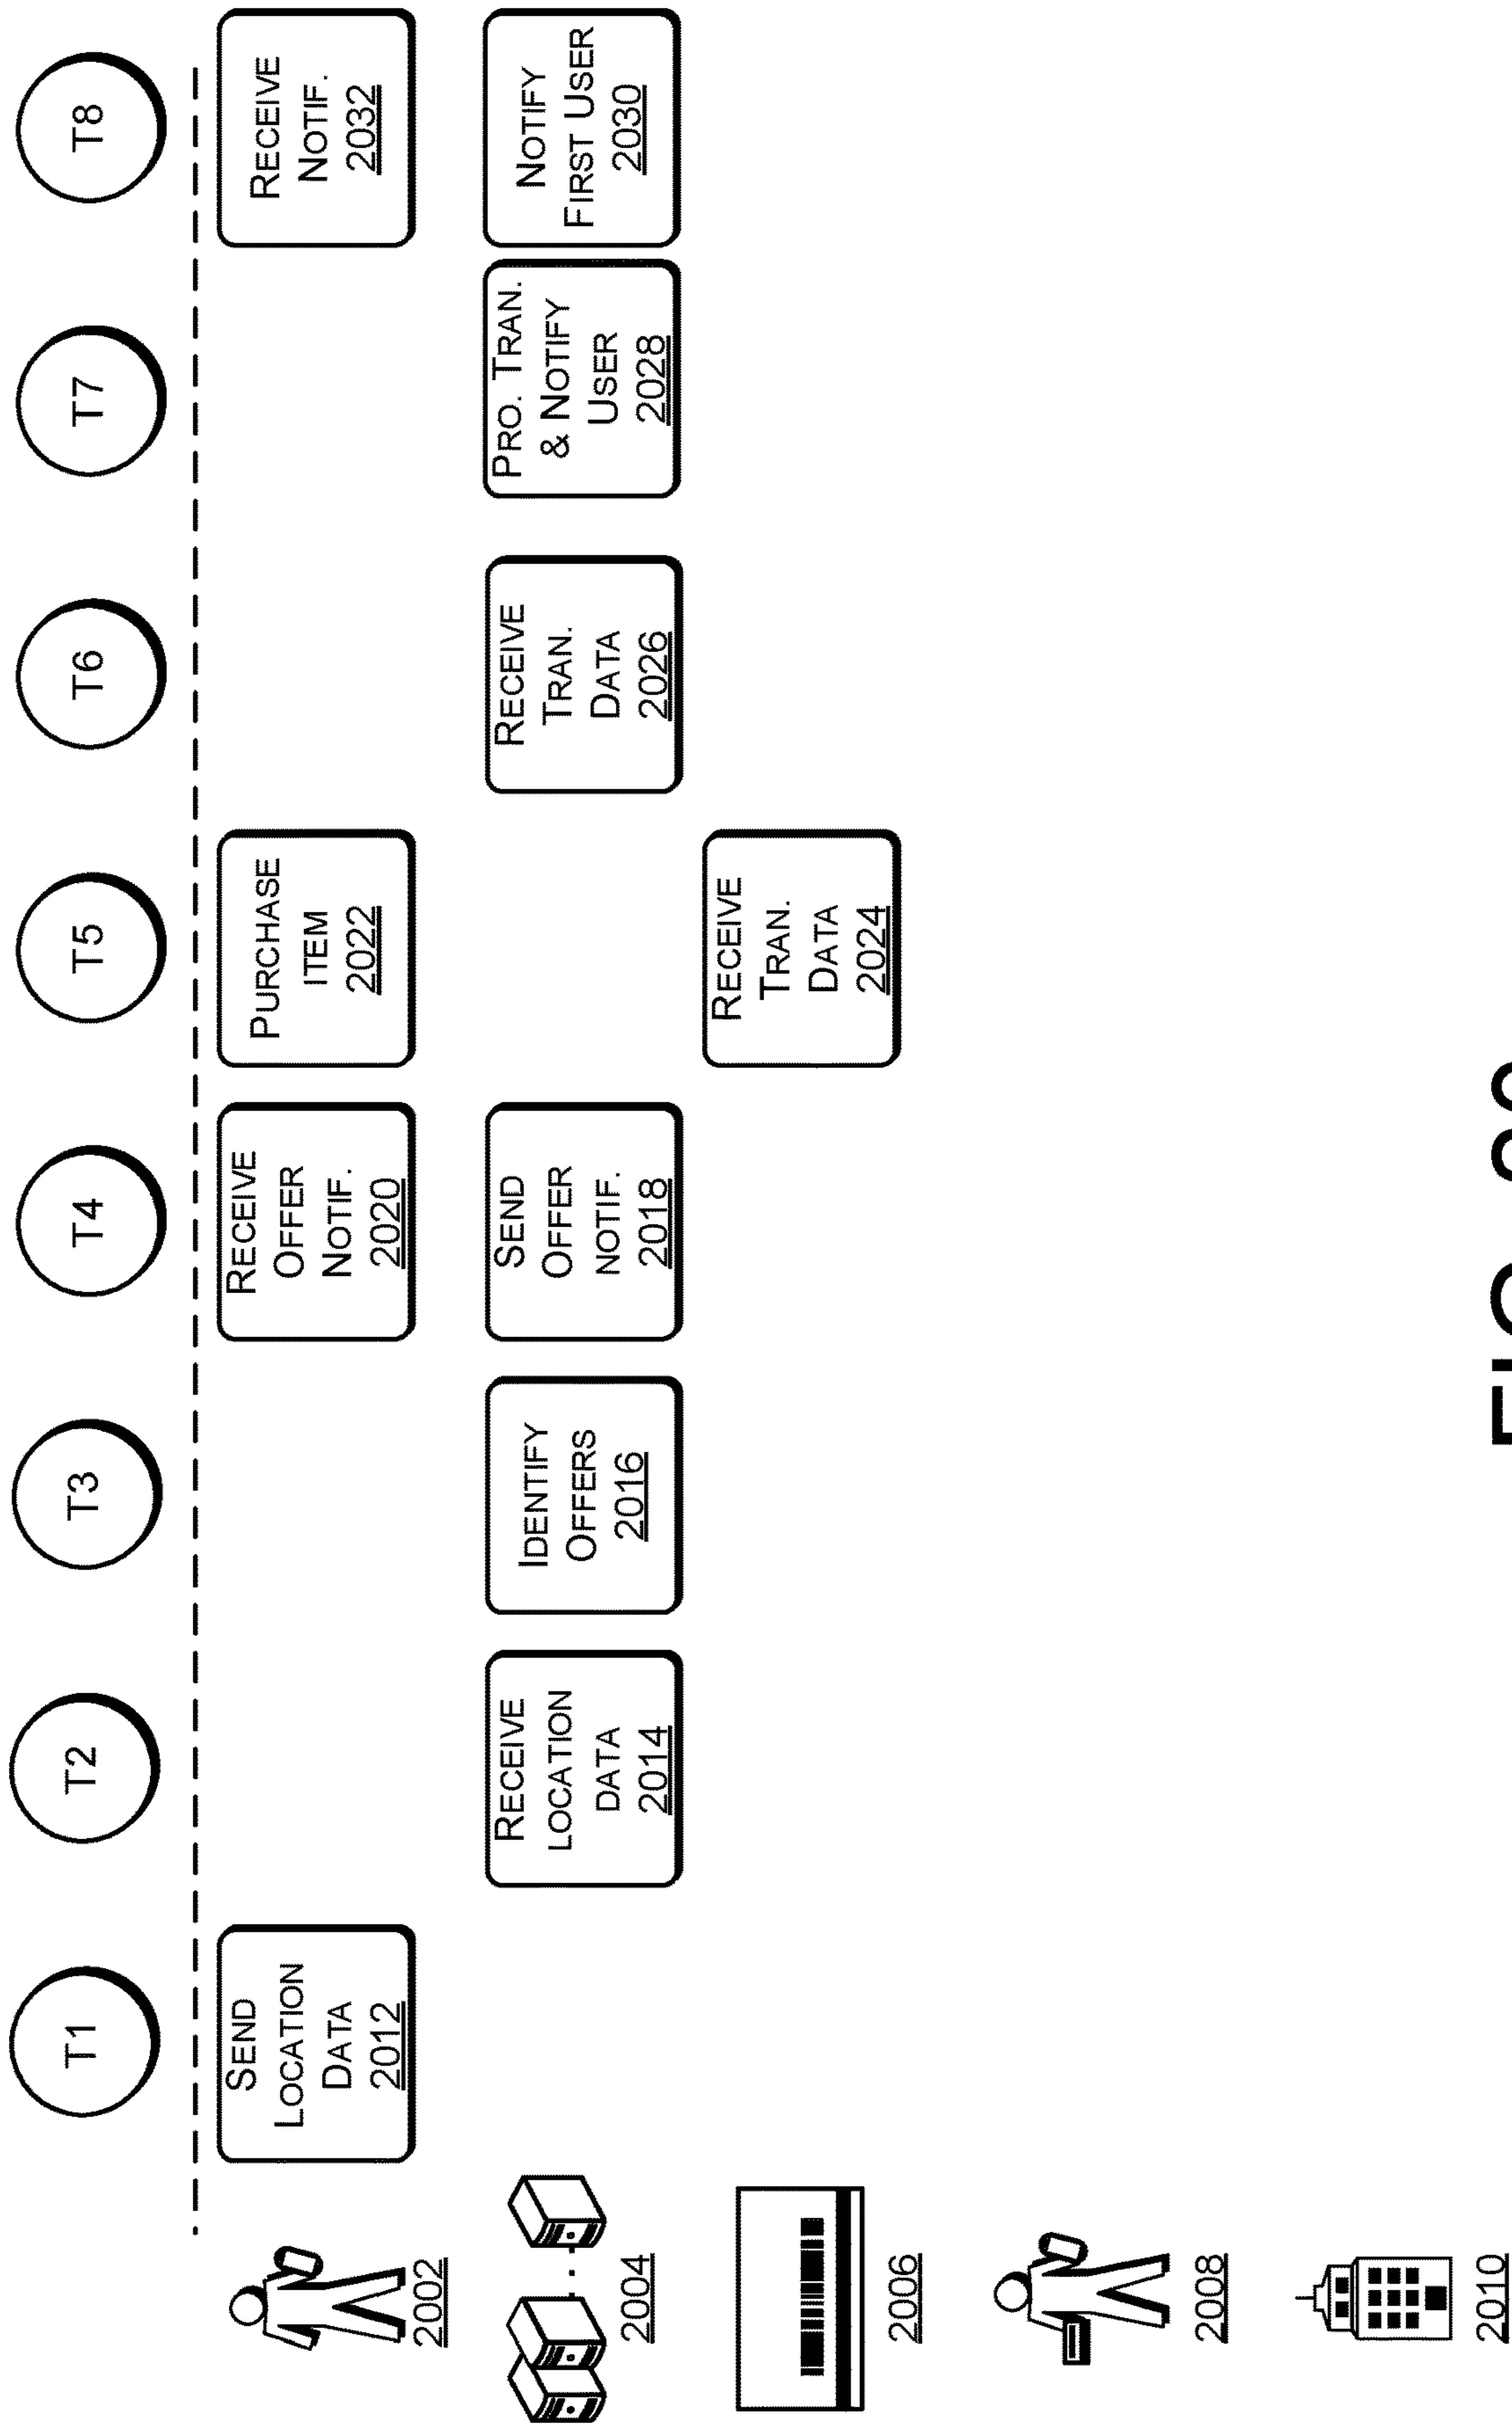 T1
T2
T3
T4
T5
T6
T7
T8
2002
SEND
LOCATION
DATA
2012
RECEIVE
OFFER
NOTIF.
2020
PURCHASE
ITEM
2022
RECEIVE
NOTIF.
2032
2004
RECEIVE
LOCATION
DATA
2014
IDENTIFY
OFFERS
2016
SEND
OFFER
NOTIF.
2018
RECEIVE
TRAN.
DATA
2026
PRO. TRAN.
& NOTIFY
USER
2028
NOTIFY
FIRST USER
2030
2006
RECEIVE
TRAN.
DATA
2024
2008
2010